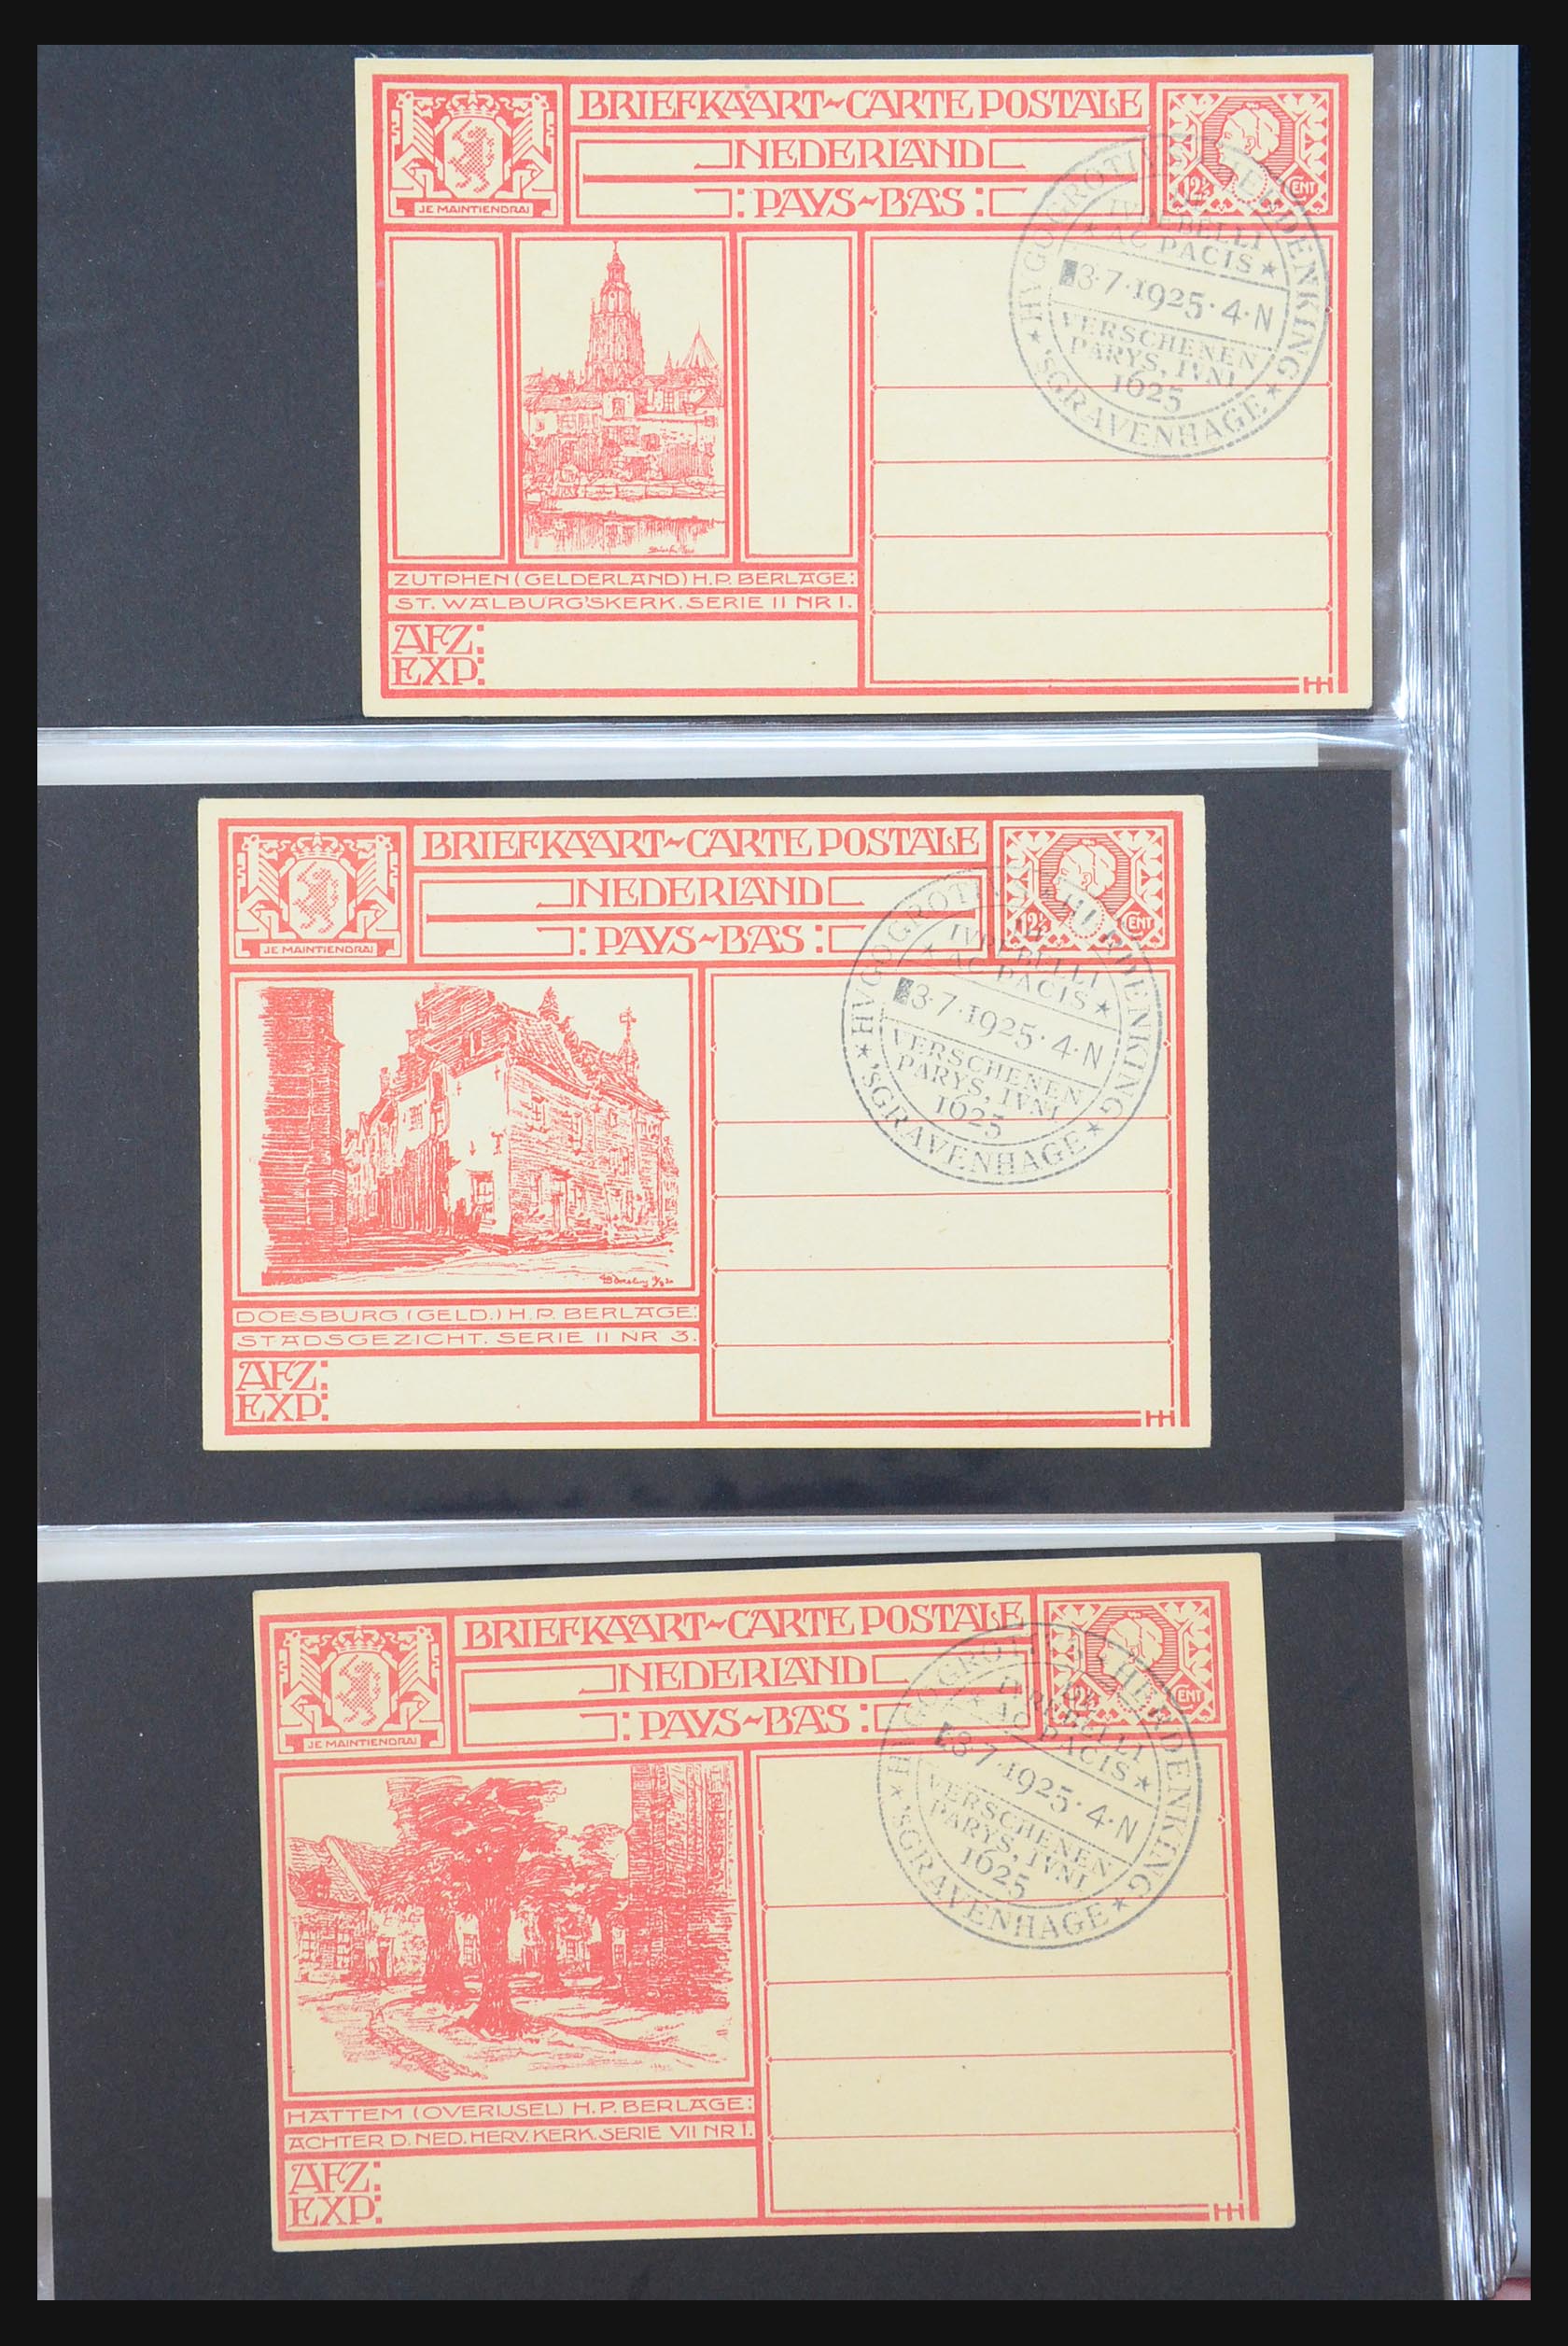 BRIEFKAART~CARTE POSTALE
NEDERLAND
:PAYS~BAS:
JE MAINTIENDRAI
12½ CENT
HVGO GROTIVS HERDENKING
IVRE BELLI
AC PACIS
3·7·1925·4·N
VERSCHENEN
PARYS, IVNI
1625
'SGRAVENHAGE
ZUTPHEN (GELDERLAND) H.P. BERLAGE:
ST. WALBURG'SKERK. SERIE II NR 1.
AFZ:
EXP:
BRIEFKAART~CARTE POSTALE
NEDERLAND
:PAYS~BAS:
JE MAINTIENDRAI
12½ CENT
HVGO GROTIVS HERDENKING
IVRE BELLI
AC PACIS
3·7·1925·4·N
VERSCHENEN
PARYS, IVNI
1625
'SGRAVENHAGE
DOESBURG (GELD.) H.P. BERLAGE:
STADSGEZICHT. SERIE II NR 3.
AFZ:
EXP:
BRIEFKAART~CARTE POSTALE
NEDERLAND
:PAYS~BAS:
JE MAINTIENDRAI
12½ CENT
HVGO GROTIVS HERDENKING
IVRE BELLI
AC PACIS
3·7·1925·4·N
VERSCHENEN
PARYS, IVNI
1625
'SGRAVENHAGE
HATTEM (OVERIJSEL) H.P. BERLAGE:
ACHTER D. NED. HERV. KERK. SERIE VII NR 1.
AFZ:
EXP: